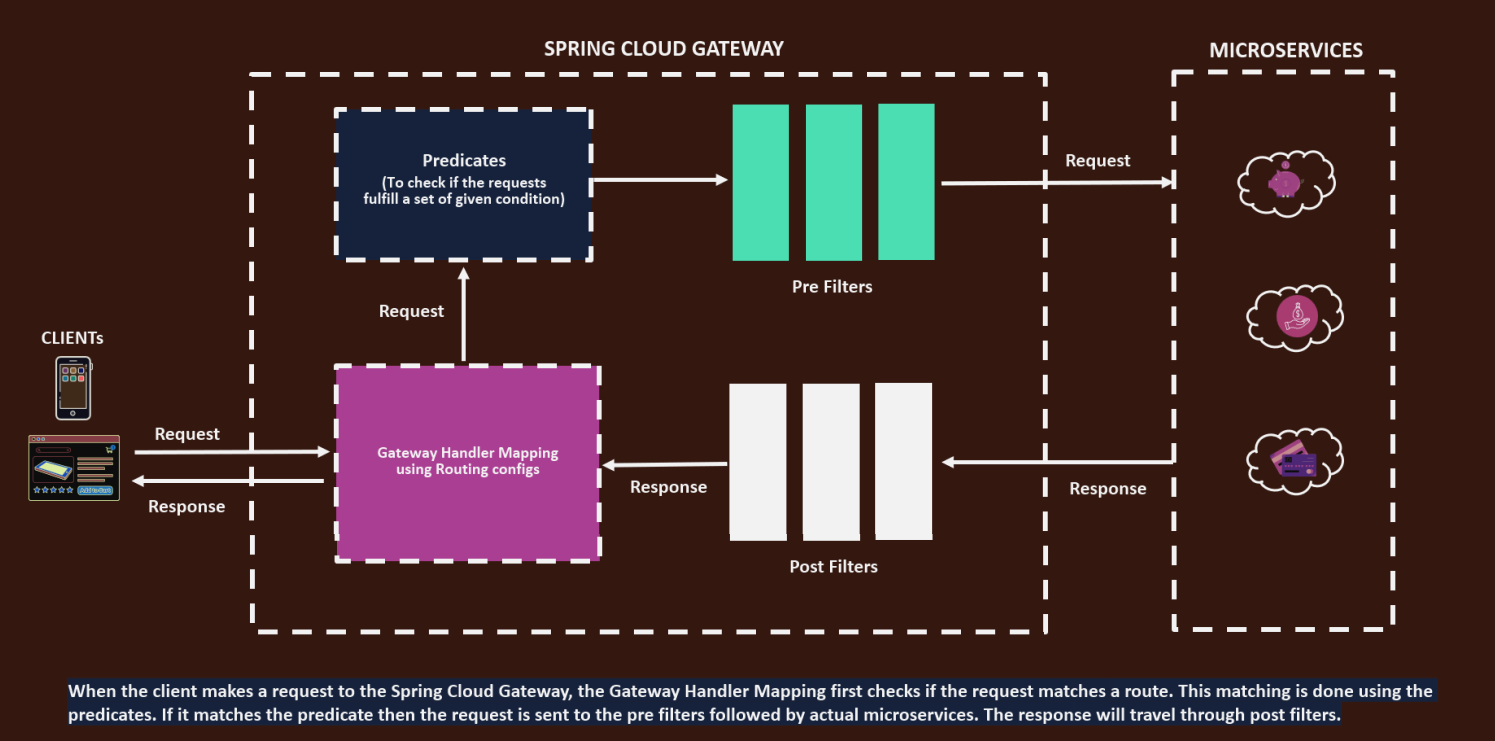 SPRING CLOUD GATEWAY
MICROSERVICES
Predicates
(To check if the requests
fulfill a set of given condition)
Request
Pre Filters
Request
CLIENTs
Request
Gateway Handler Mapping
using Routing configs
Response
Response
Response
Post Filters
When the client makes a request to the Spring Cloud Gateway, the Gateway Handler Mapping first checks if the request matches a route. This matching is done using the
predicates. If it matches the predicate then the request is sent to the pre filters followed by actual microservices. The response will travel through post filters.